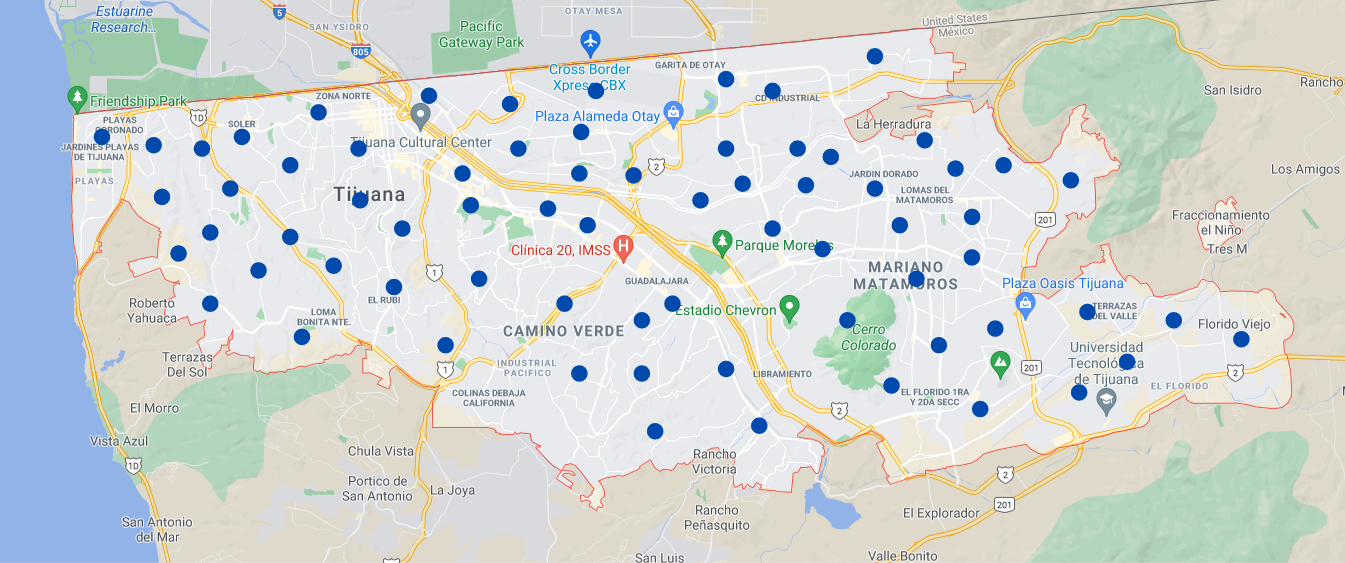 Estuarine
Research...
5
SAN YSIDRO
OTAY MESA
Pacific
Gateway Park
805
United States
México
Cross Border
Xpress CBX
GARITA DE OTAY
CD INDUSTRIAL
San Isidro
Rancho
Friendship Park
ZONA NORTE
1D
PLAYAS
CORONADO
SOLER
Plaza Alameda Otay
La Herradura
JARDINES PLAYAS
DE TIJUANA
Tijuana Cultural Center
2
JARDIN DORADO
Los Amigos
PLAYAS
Tijuana
LOMAS DEL
MATAMOROS
201
Fraccionamiento
el Niño
Tres M
Clínica 20, IMSS
Parque Morelos
MARIANO
MATAMOROS
1
GUADALAJARA
Plaza Oasis Tijuana
EL RUBI
Roberto
Yahuaca
LOMA
BONITA NTE.
Estadio Chevron
TERRAZAS
DEL VALLE
Florido Viejo
CAMINO VERDE
Cerro
Colorado
Universidad
Tecnológica
de Tijuana
Terrazas
Del Sol
1
INDUSTRIAL
PACIFICO
LIBRAMIENTO
201
2
EL FLORIDO
COLINAS DEBAJA
CALIFORNIA
EL FLORIDO 1RA
Y 2DA SECC
El Morro
2
Vista Azul
Chula Vista
Rancho
Victoria
1D
Portico de
San Antonio
La Joya
2
201
San Antonio
del Mar
Rancho
Peñasquito
El Explorador
San Luis
Valle Bonito